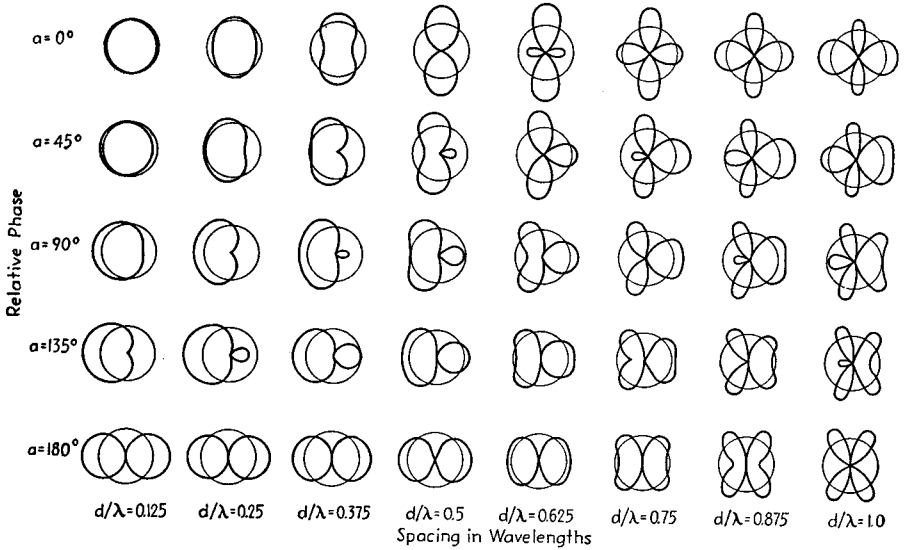 a=0°
a=45°
a=90°
a=135°
a=180°
Relative Phase
d/λ=0.125 d/λ=0.25 d/λ=0.375 d/λ=0.5 d/λ=0.625 d/λ=0.75 d/λ=0.875 d/λ=1.0
Spacing in Wavelengths